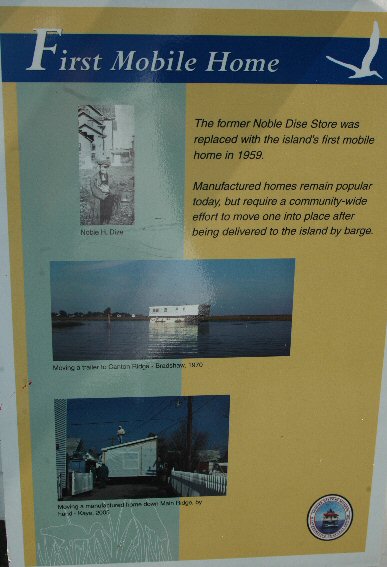 First Mobile Home
The former Noble Dise Store was
replaced with the island's first mobile
home in 1959.
Manufactured homes remain popular
today, but require a community-wide
effort to move one into place after
being delivered to the island by barge.
Noble H. Dize
Moving a trailer to Canton Ridge - Bradshaw, 1970
Moving a manufactured home down Main Ridge, by
hand - Kaye,